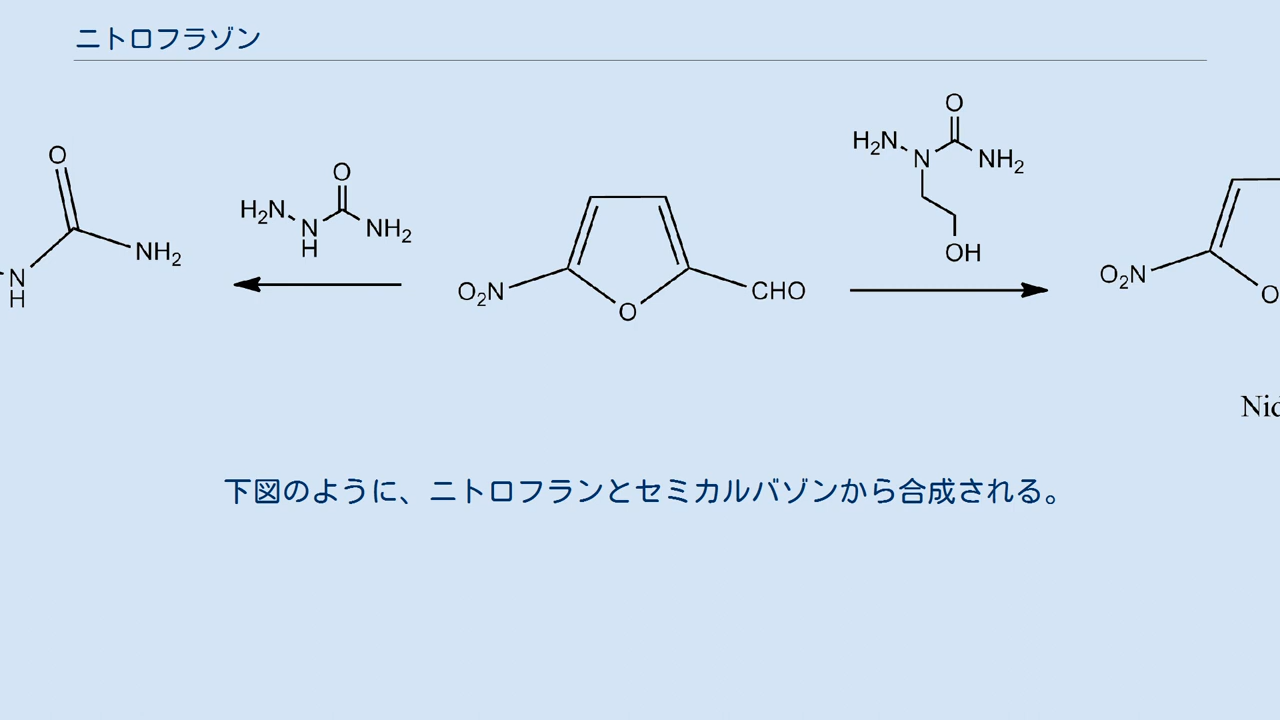 ニトロフラゾン
O
NH₂
N
H
O
H₂N
N
H
NH₂
O₂N
O
CHO
O
H₂N
N
NH₂
OH
O₂N
O
Nid
下図のように、ニトロフランとセミカルバゾンから合成される。